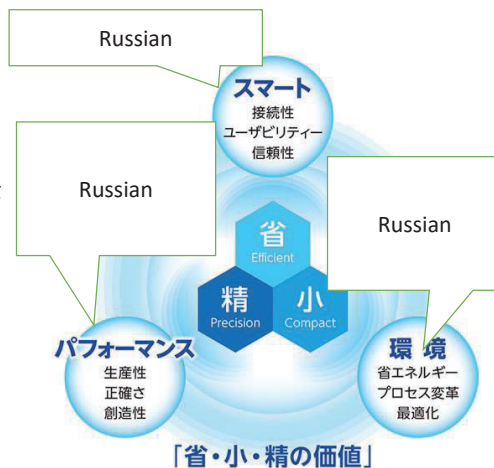 Russian
スマート
接続性
ユーザビリティー
信頼性
Russian
Russian
省
Efficient
精
Precision
小
Compact
パフォーマンス
生産性
正確さ
創造性
環境
省エネルギー
プロセス変革
最適化
「省・小・精の価値」